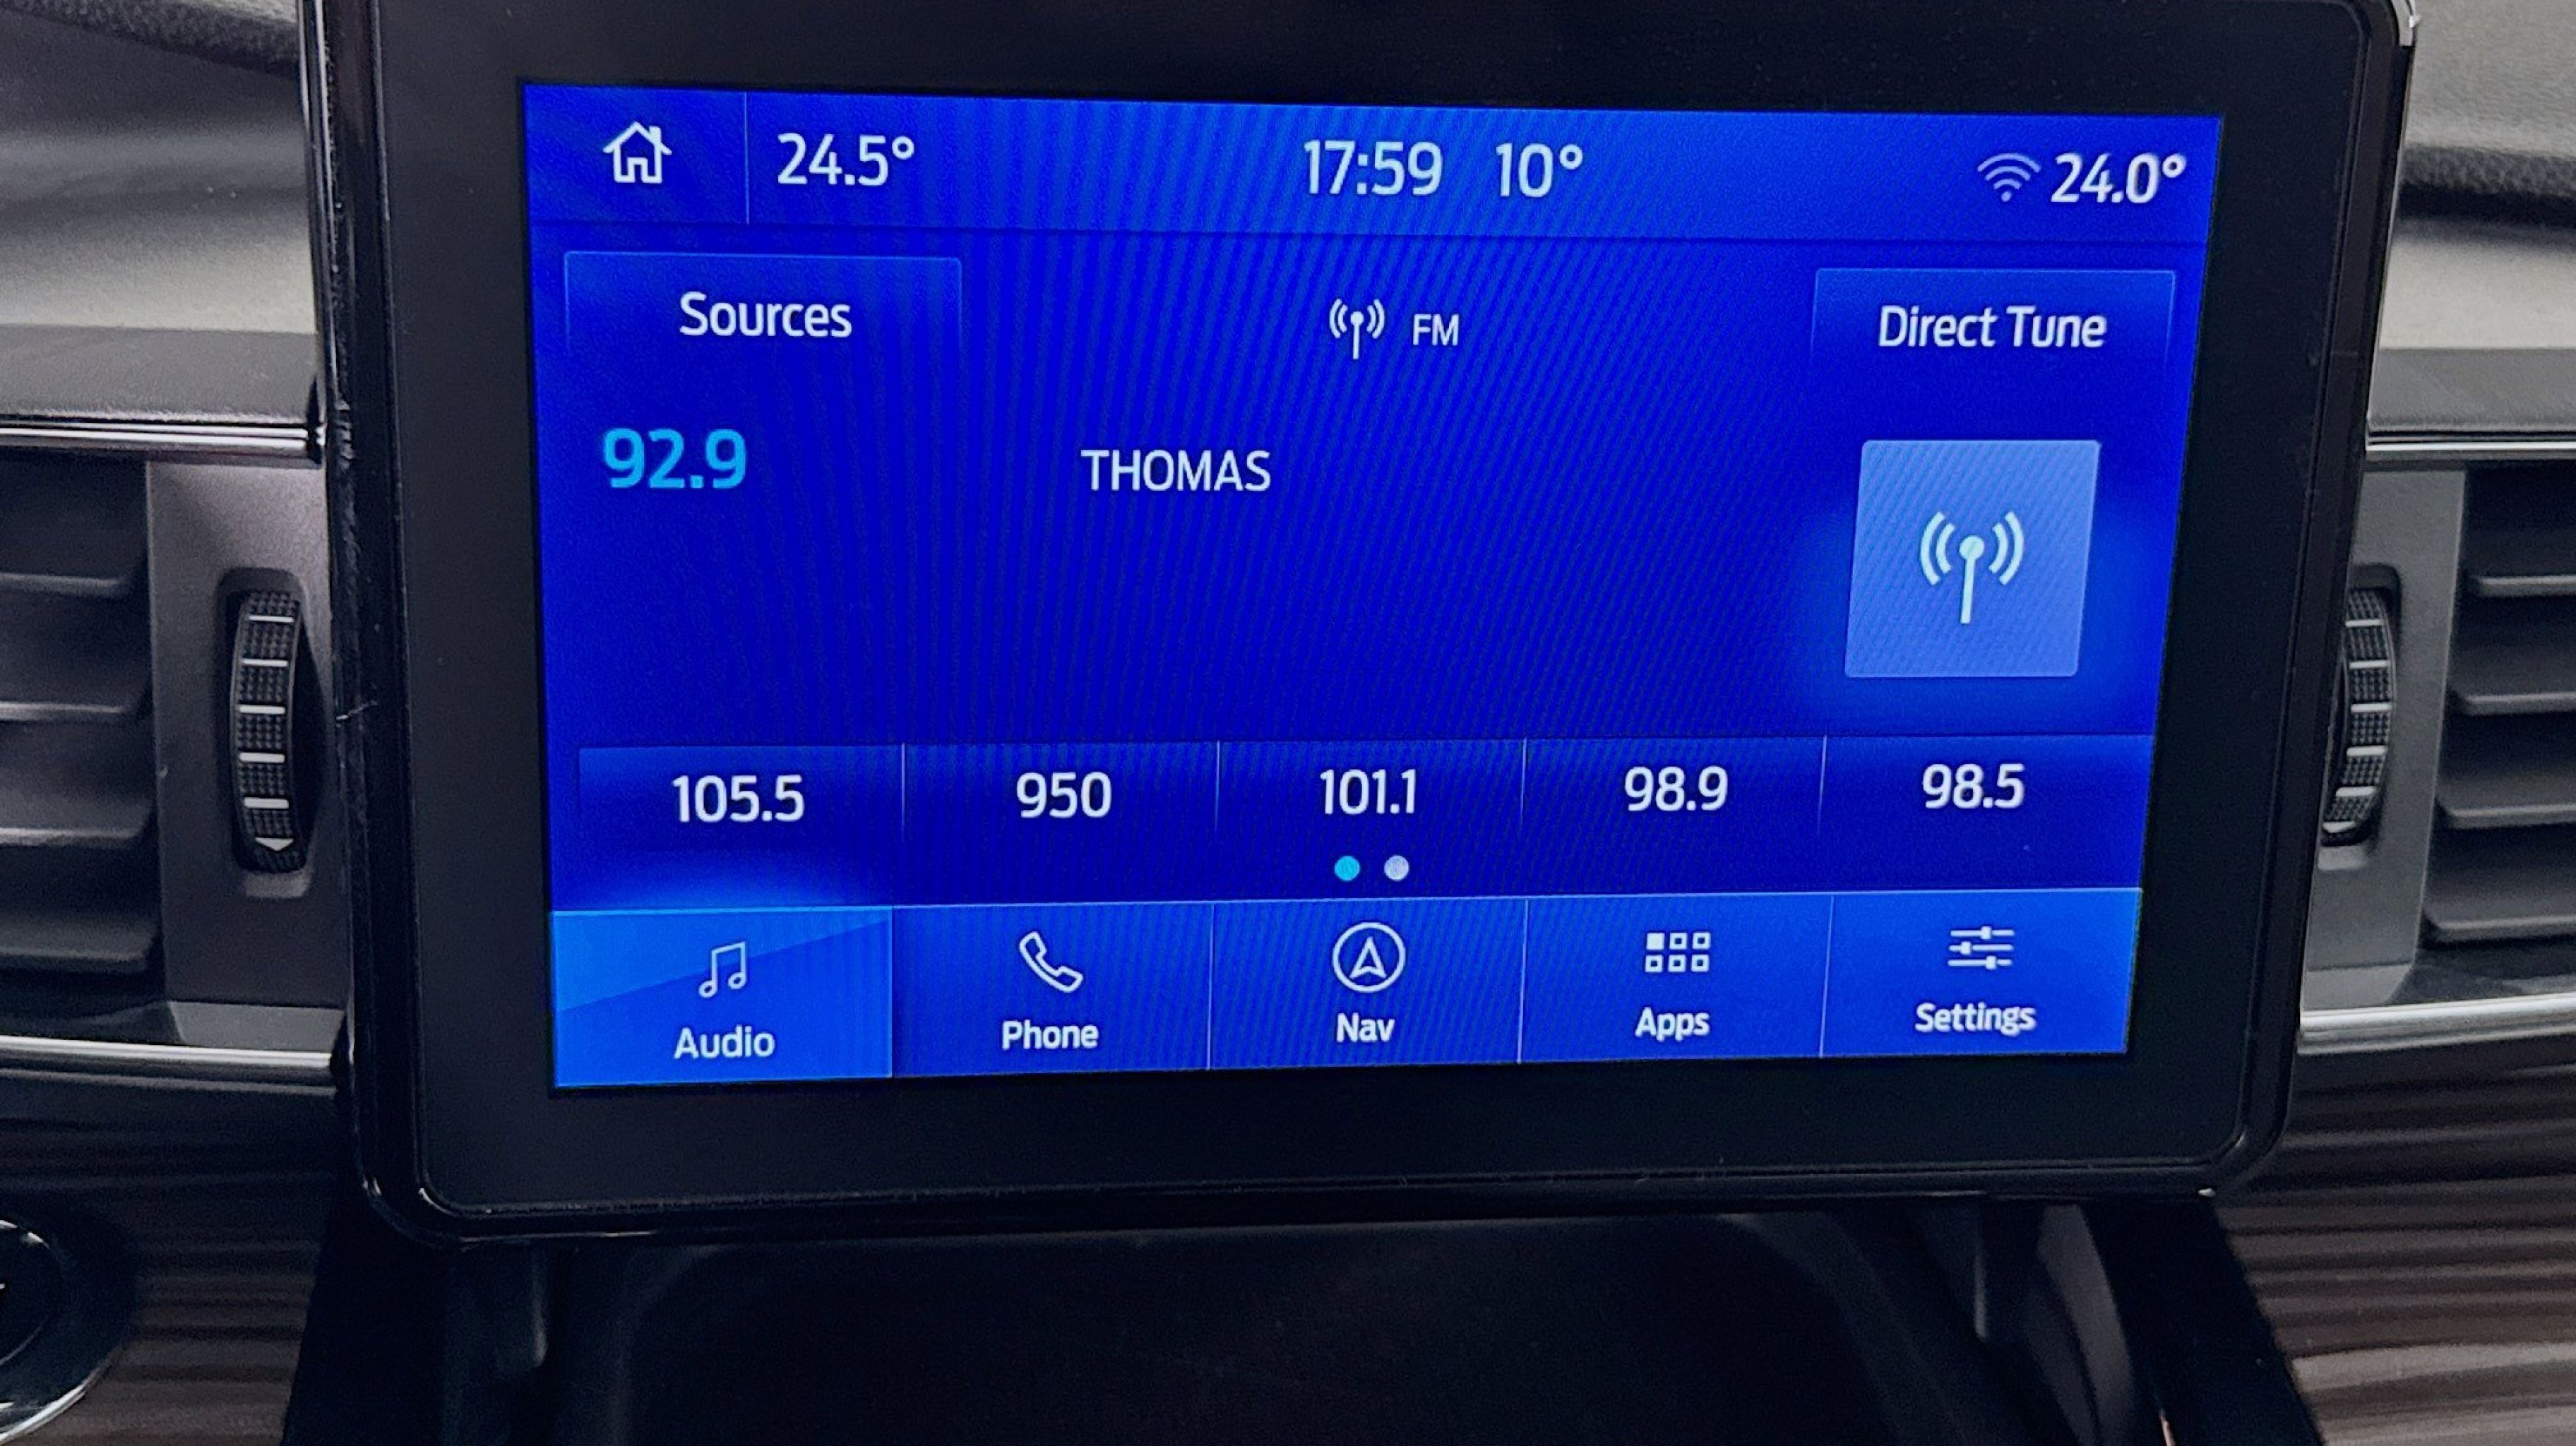 24.5° 17:59 10° 24.0°
Sources FM Direct Tune
92.9 THOMAS
105.5 950 101.1 98.9 98.5
Audio Phone Nav Apps Settings